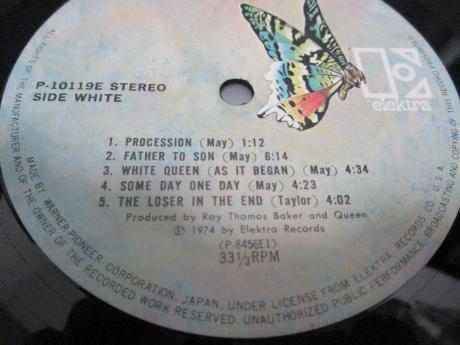 elektra
P-10119E STEREO
SIDE WHITE
1. PROCESSION (May) 1:12
2. FATHER TO SON (May) 6:14
3. WHITE QUEEN (AS IT BEGAN) (May) 4:34
4. SOME DAY ONE DAY (May) 4:23
5. THE LOSER IN THE END (Taylor) 4:02
Produced by Roy Thomas Baker and Queen
Ⓟ 1974 by Elektra Records
(P-8456E1)
33⅓RPM
ALL RIGHTS OF THE MANUFACTURER AND OF THE OWNER OF THE RECORDED WORK RESERVED. UNAUTHORIZED PUBLIC PERFORMANCE, BROADCASTING AND COPYING OF THIS RECORD PROHIBITED
MADE BY WARNER-PIONEER CORPORATION, JAPAN, UNDER LICENSE FROM ELEKTRA RECORDS CO., U.S.A.